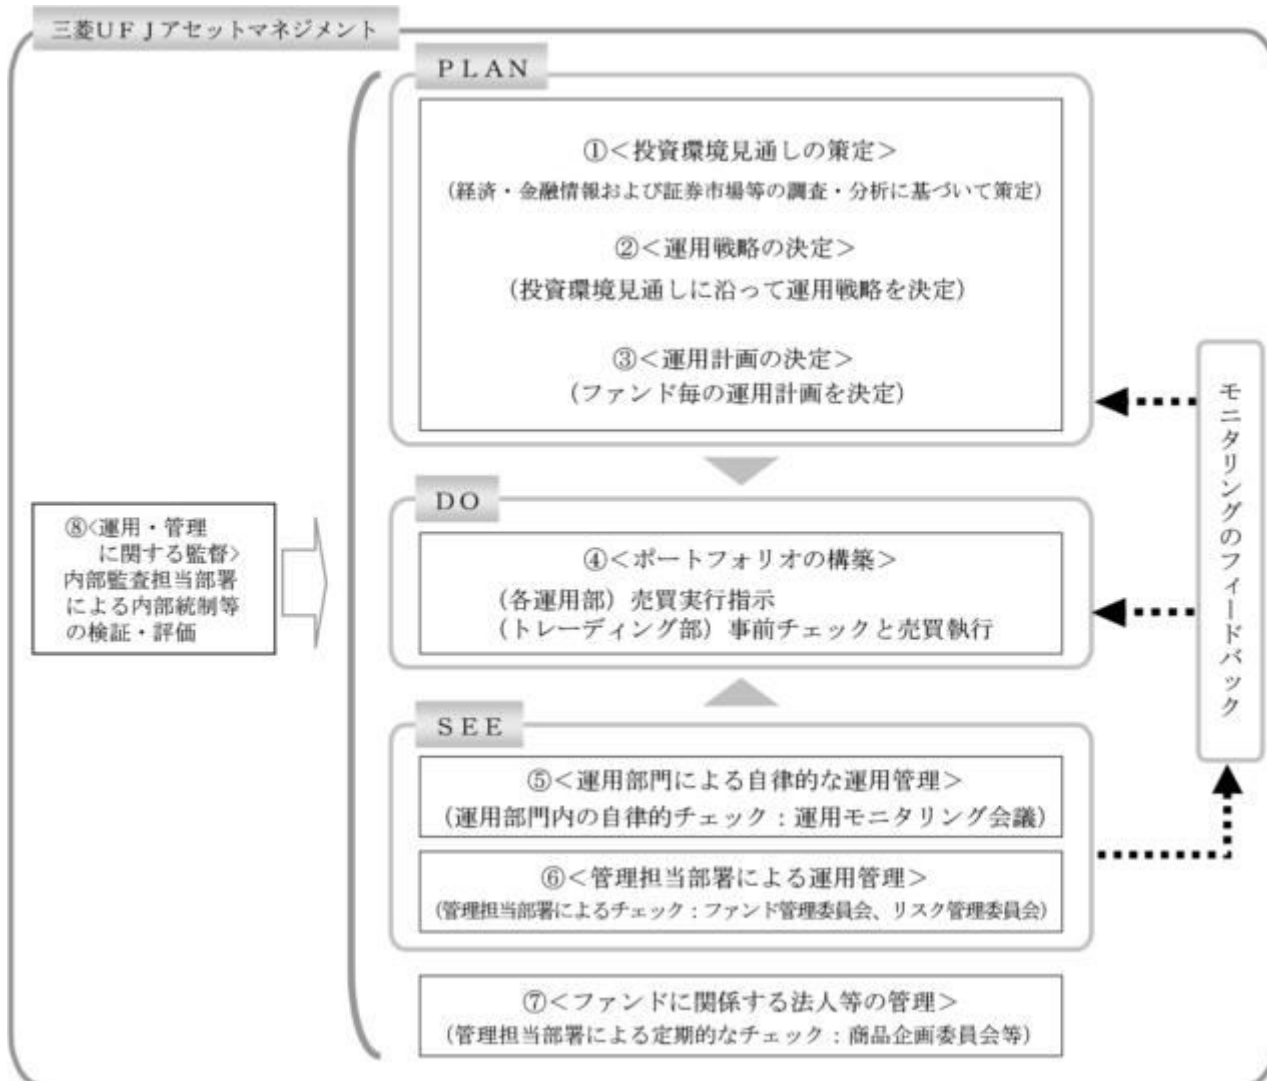 三菱UFJアセットマネジメント
PLAN
①<投資環境見通しの策定>
(経済・金融情報および証券市場等の調査・分析に基づいて策定)
②<運用戦略の決定>
(投資環境見通しに沿って運用戦略を決定)
③<運用計画の決定>
(ファンド毎の運用計画を決定)
DO
④<ポートフォリオの構築>
(各運用部)売買実行指示
(トレーディング部)事前チェックと売買執行
SEE
⑤<運用部門による自律的な運用管理>
(運用部門内の自律的チェック:運用モニタリング会議)
⑥<管理担当部署による運用管理>
(管理担当部署によるチェック:ファンド管理委員会、リスク管理委員会)
⑦<ファンドに関係する法人等の管理>
(管理担当部署による定期的なチェック:商品企画委員会等)
⑧<運用・管理
に関する監督>
内部監査担当部署
による内部統制等
の検証・評価
モニタリングのフィードバック